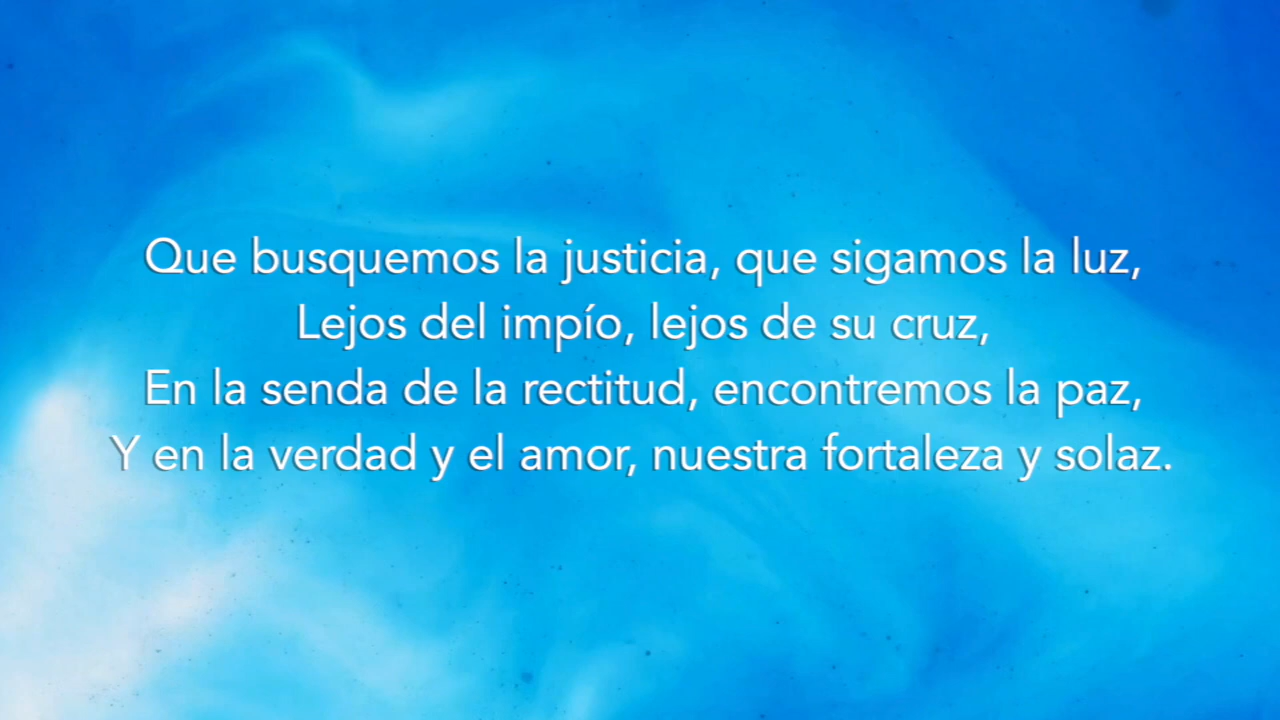 Que busquemos la justicia, que sigamos la luz,
Lejos del impío, lejos de su cruz,
En la senda de la rectitud, encontremos la paz,
Y en la verdad y el amor, nuestra fortaleza y solaz.